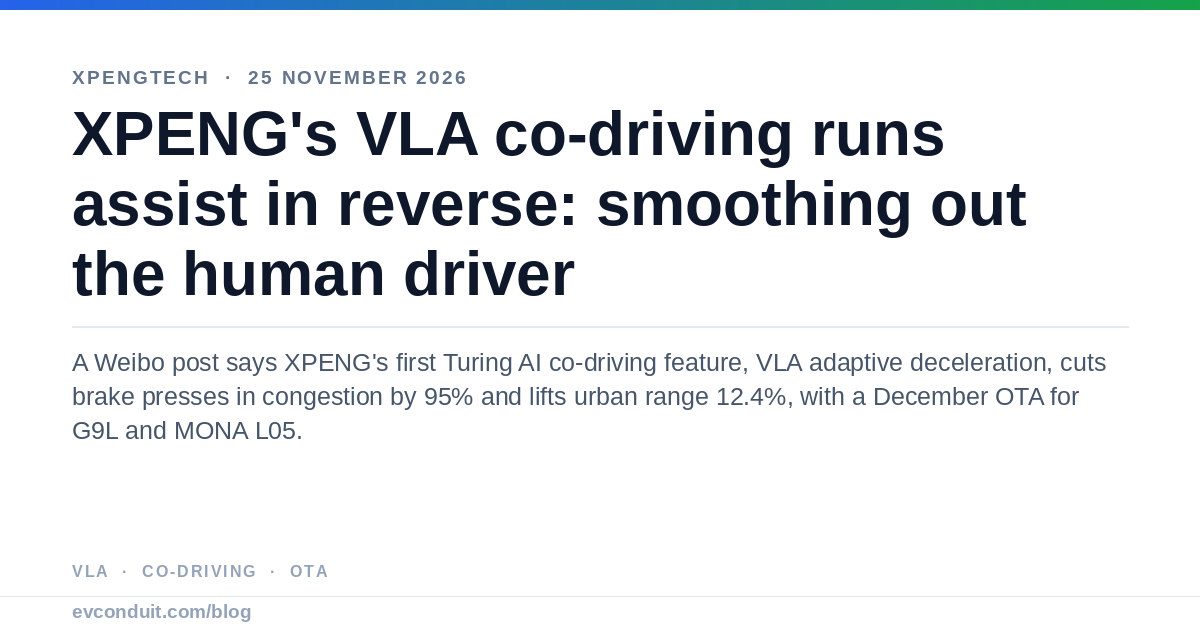 XPENGTECH · 25 NOVEMBER 2026
XPENG's VLA co-driving runs
assist in reverse: smoothing out
the human driver
A Weibo post says XPENG's first Turing AI co-driving feature, VLA adaptive deceleration, cuts
brake presses in congestion by 95% and lifts urban range 12.4%, with a December OTA for
G9L and MONA L05.
VLA · CO-DRIVING · OTA
evconduit.com/blog